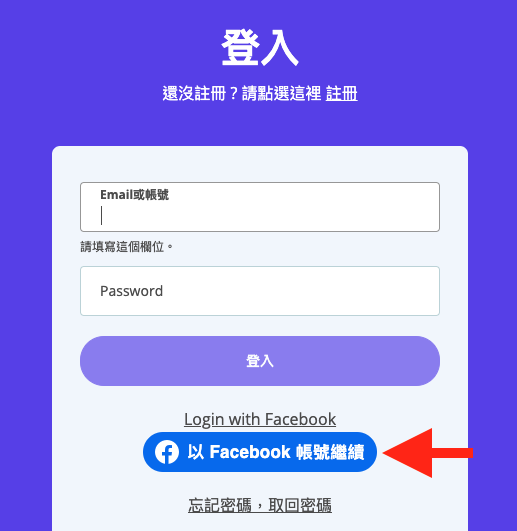 登入
還沒註冊？請點選這裡 註冊
Email或帳號
請填寫這個欄位。
Password
登入
Login with Facebook
以 Facebook 帳號繼續
忘記密碼，取回密碼